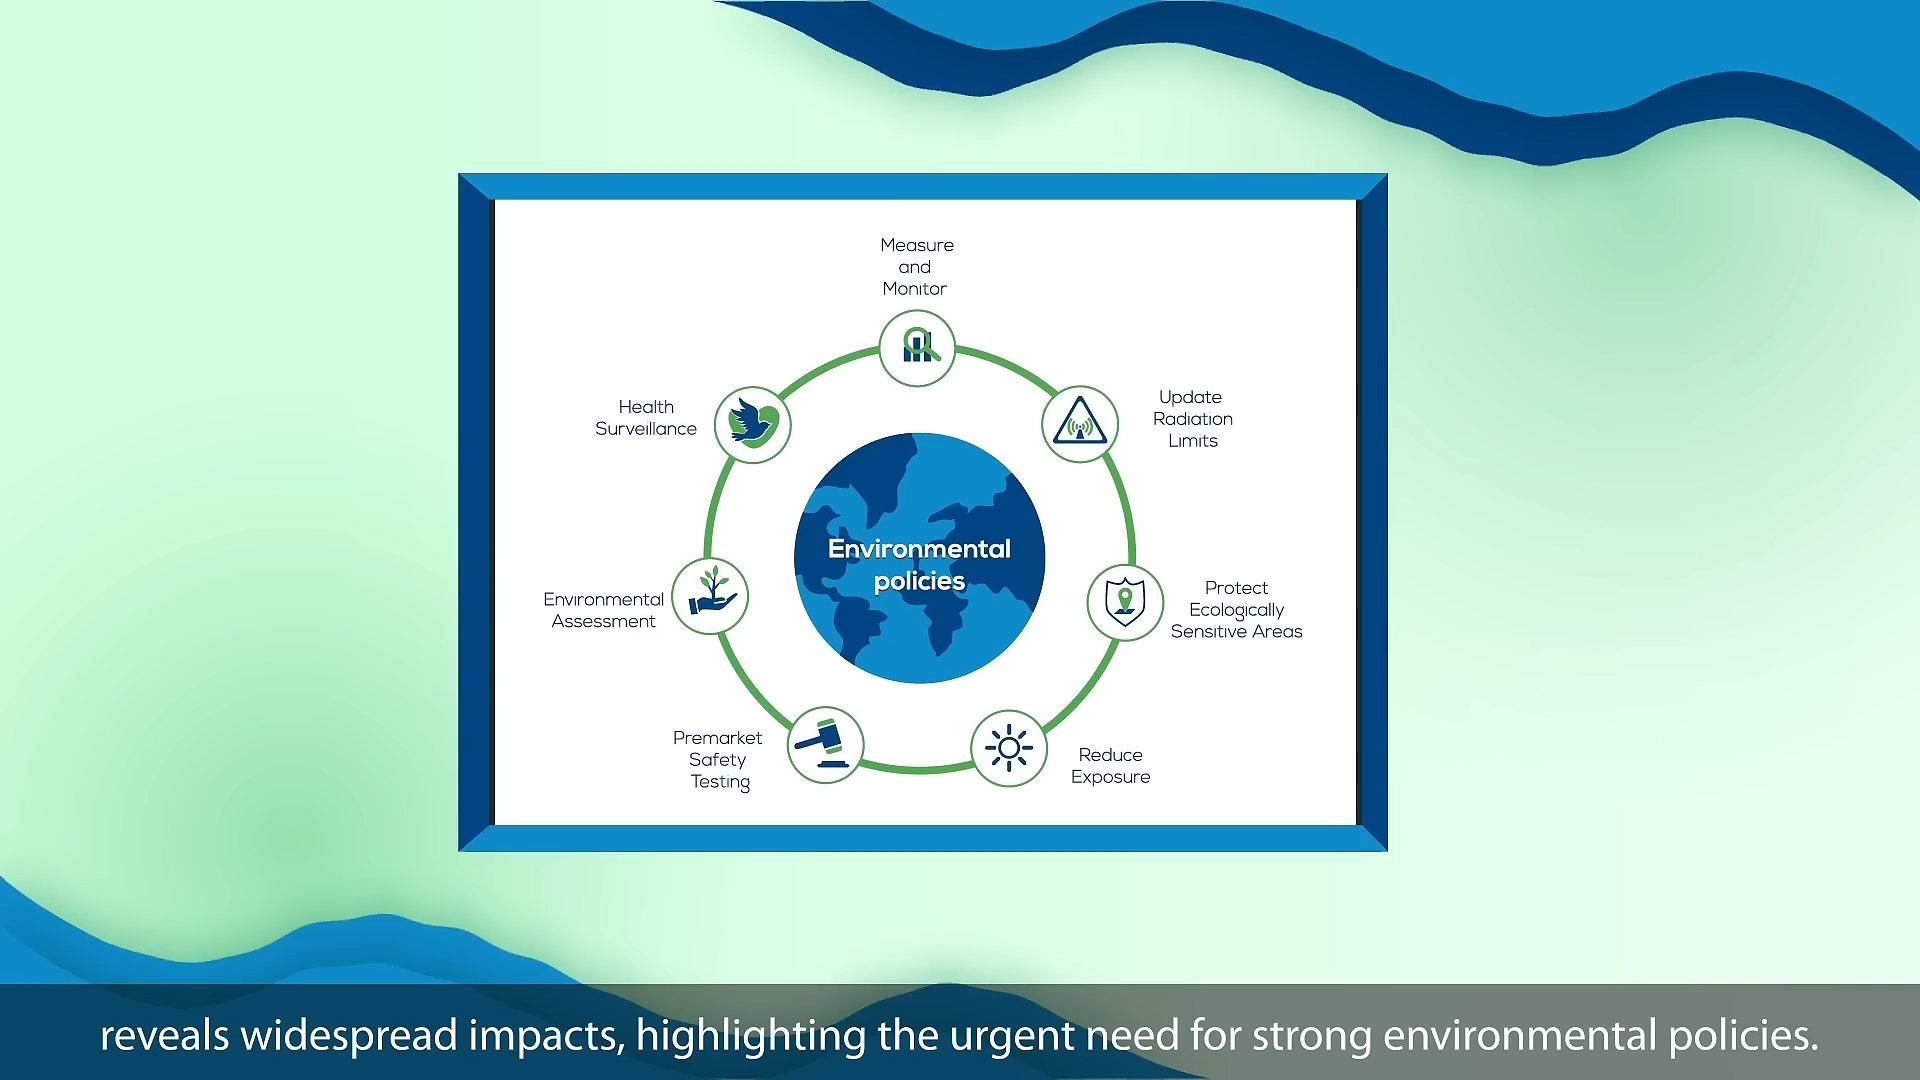 Measure
and
Monitor
Update
Radiation
Limits
Health
Surveillance
Environmental
policies
Protect
Ecologically
Sensitive Areas
Environmental
Assessment
Premarket
Safety
Testing
Reduce
Exposure
reveals widespread impacts, highlighting the urgent need for strong environmental policies.